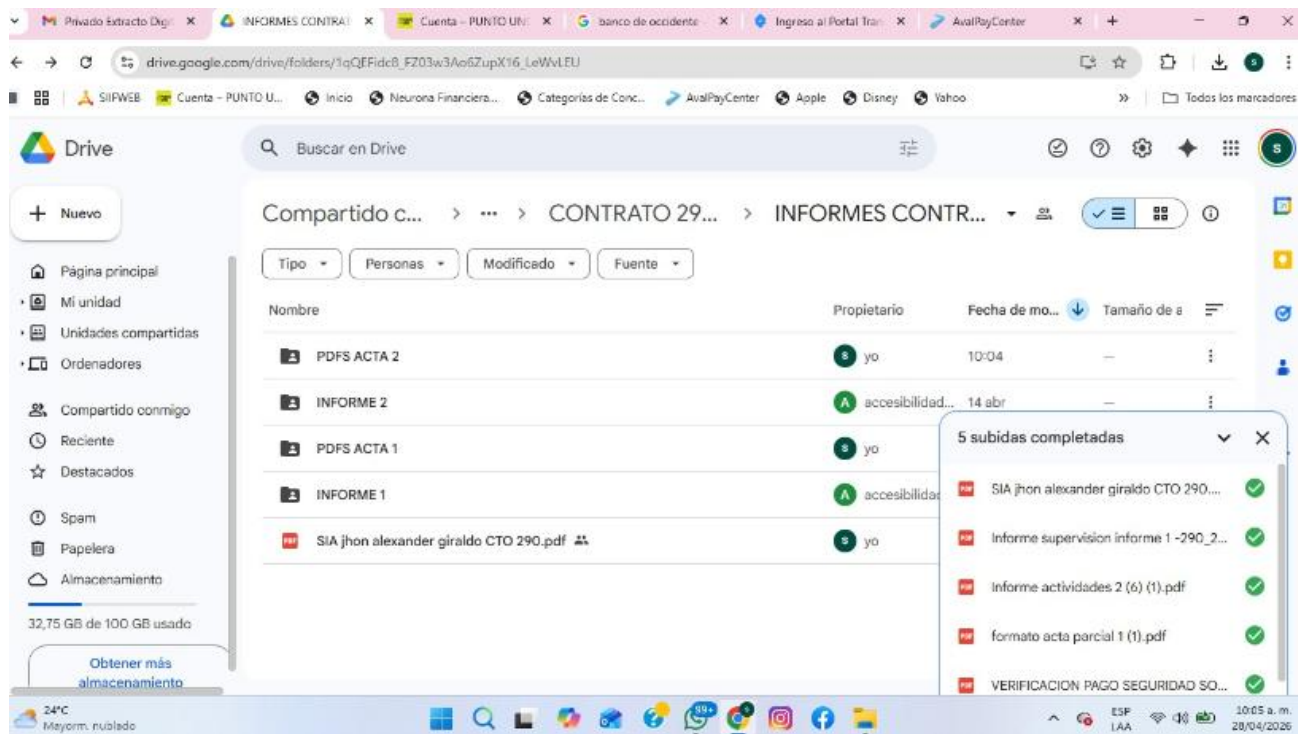 Privado Extracto Digi
INFORMES CONTRAT
Cuenta – PUNTO UN
banco de occidente
Ingreso al Portal Tran
AvalPayCenter
drive.google.com/drive/folders/1qQEFidc8_FZ03w3Ao6ZupX16_LeWvLEU
SIIFWEB
Cuenta – PUNTO U...
Inicio
Neurona Financiera...
Categorías de Conc...
AvalPayCenter
Apple
Disney
Yahoo
Todos los marcadores
Drive
Buscar en Drive
Nuevo
Compartido c... > ... > CONTRATO 29... > INFORMES CONTR...
Tipo
Personas
Modificado
Fuente
Página principal
Mi unidad
Unidades compartidas
Ordenadores
Compartido conmigo
Reciente
Destacados
Spam
Papelera
Almacenamiento
32,75 GB de 100 GB usado
Obtener más
almacenamiento
Nombre Propietario Fecha de mo... Tamaño de a
PDFS ACTA 2 S yo 10:04 —
INFORME 2 A accesibilidad... 14 abr —
PDFS ACTA 1 S yo
INFORME 1 A accesibilidad
SIA jhon alexander giraldo CTO 290.pdf S yo
5 subidas completadas
SIA jhon alexander giraldo CTO 290....
Informe supervision informe 1 -290_2...
Informe actividades 2 (6) (1).pdf
formato acta parcial 1 (1).pdf
VERIFICACION PAGO SEGURIDAD SO...
24°C
Mayorm. nublado
99+
ESP
LAA
10:05 a. m.
28/04/2026